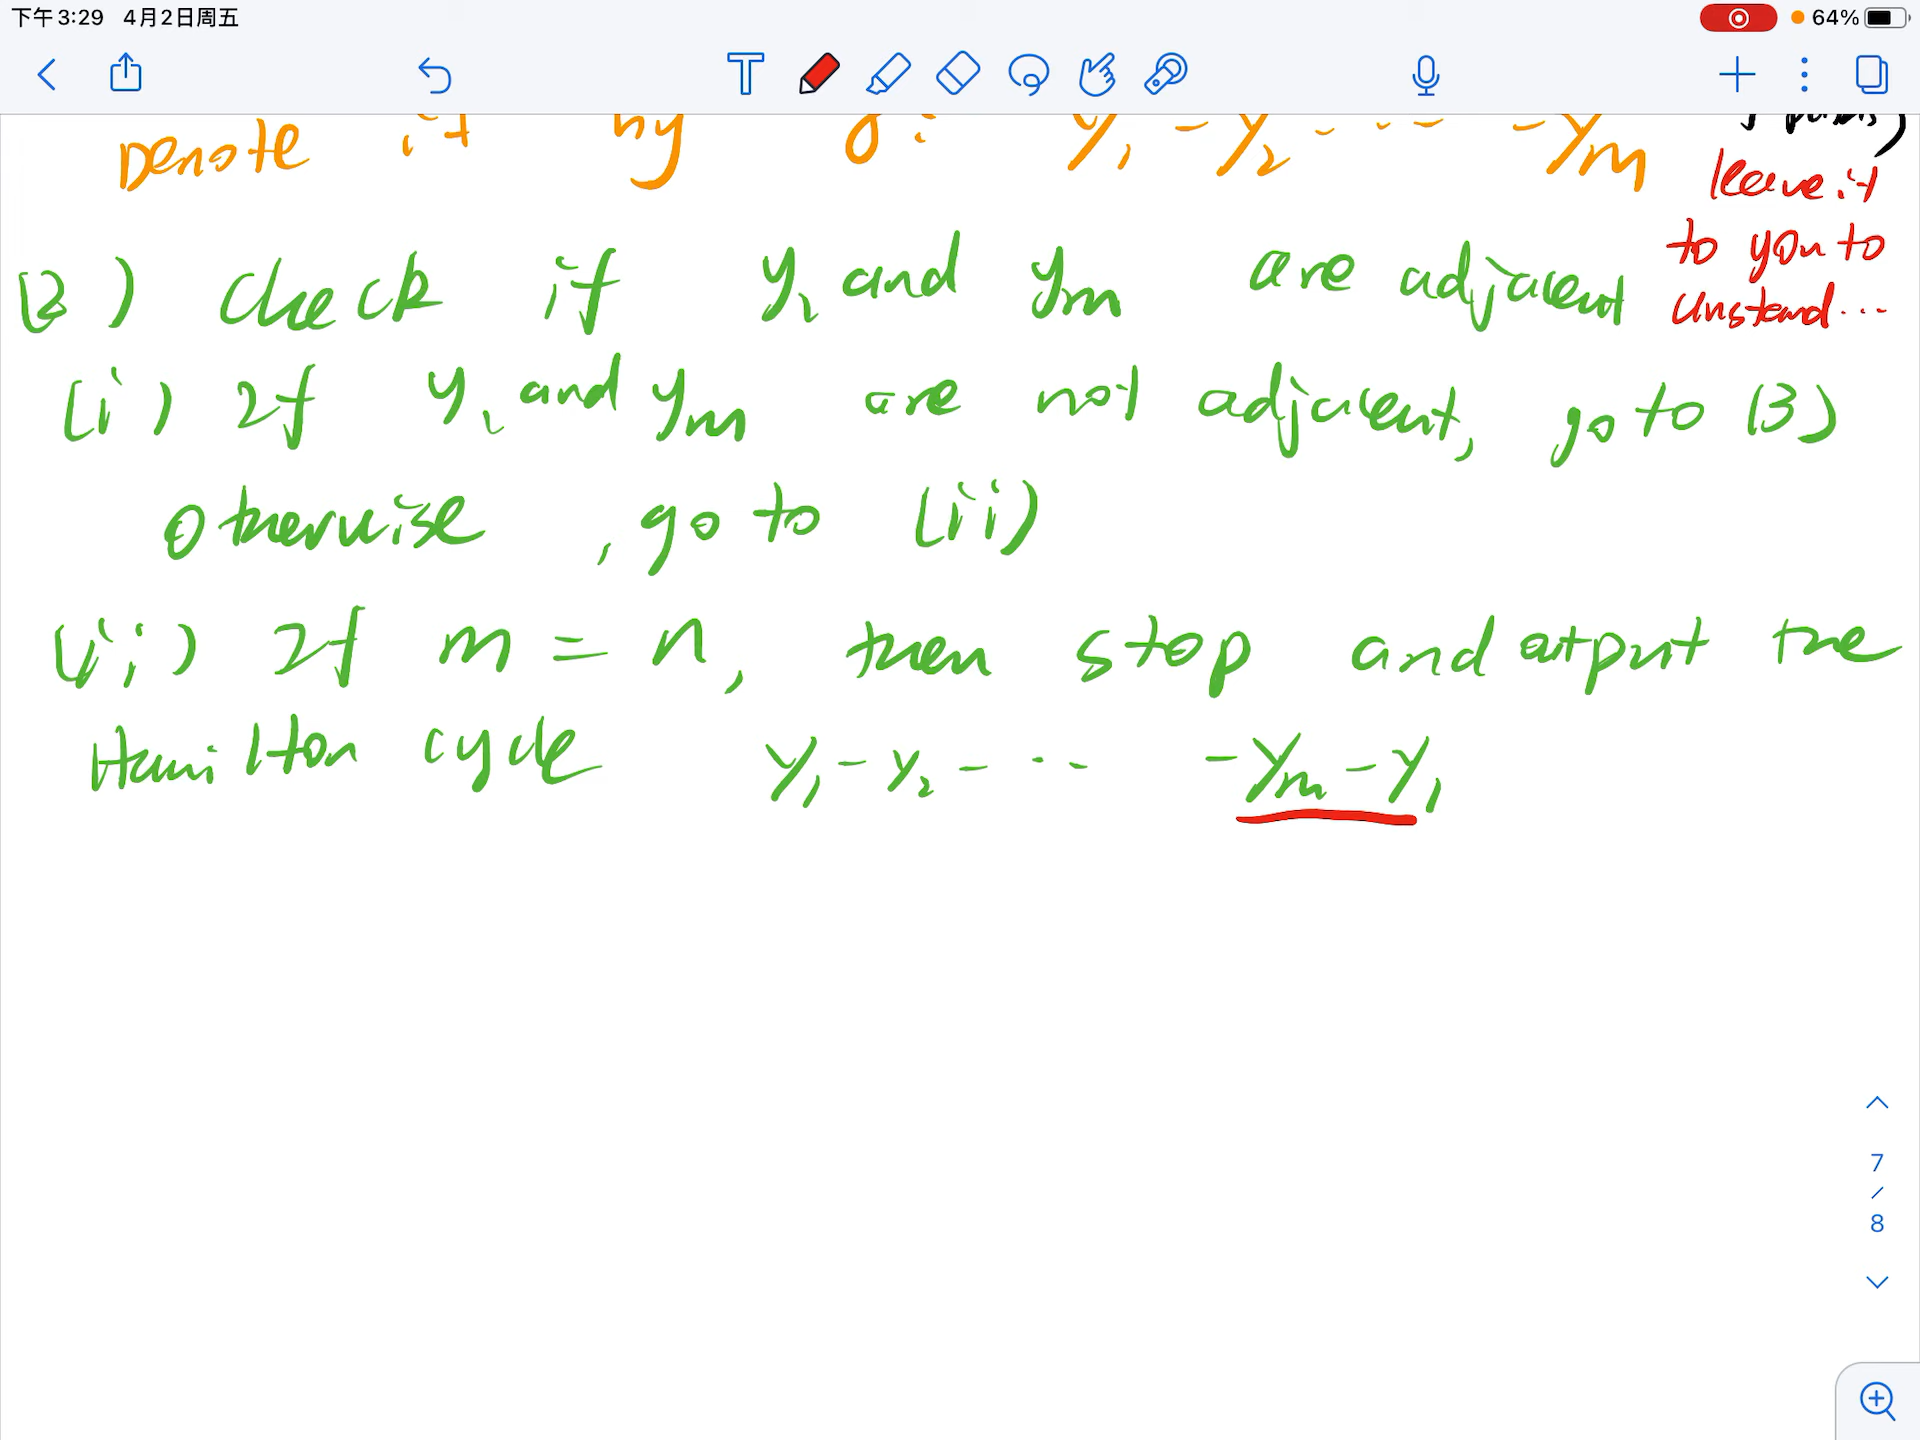 下午3:29 4月2日周五
64%
T
Denote it by γ: y₁ - y₂ - ... - yₘ
leave it
to you to
unstand...
(2) Check if y₁ and yₘ are adjacent
(i) If y₁ and yₘ are not adjacent, go to (3)
otherwise, go to (ii)
(ii) If m = n, then stop and output the
Hamilton cycle y₁ - y₂ - ... - yₘ - y₁
7
/
8